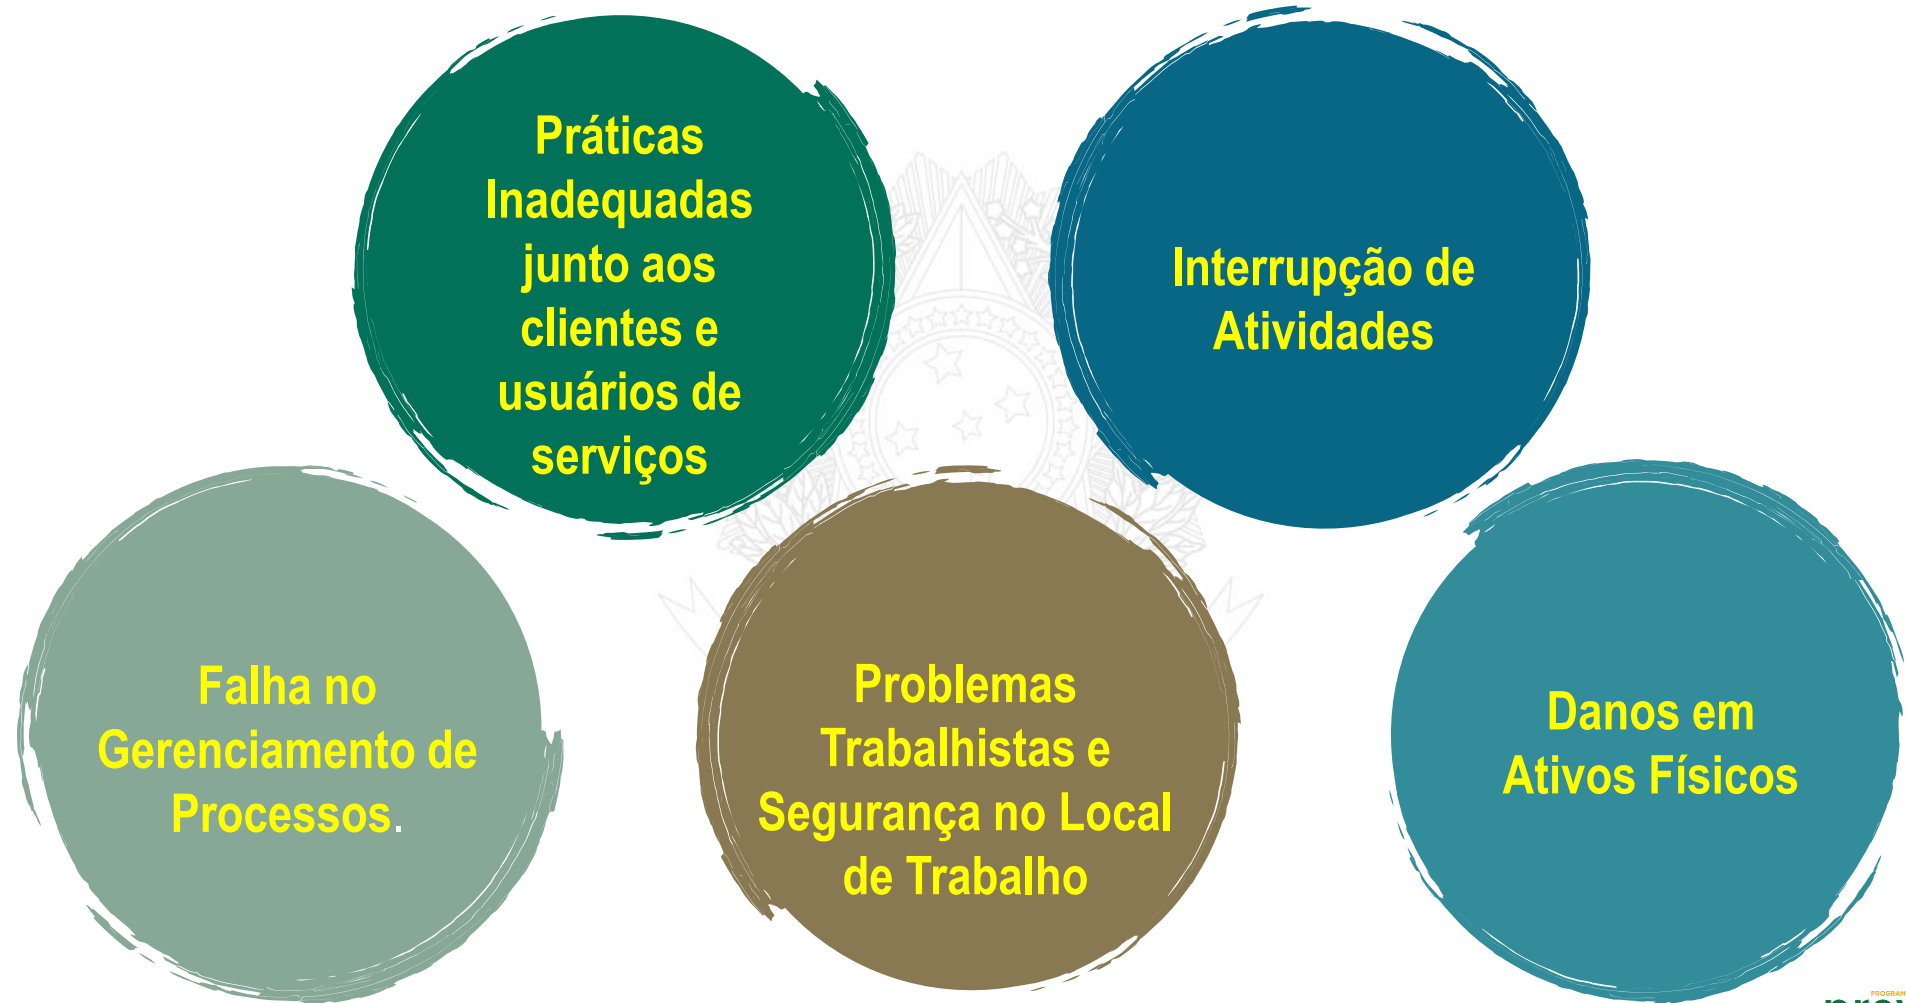 Práticas
Inadequadas
junto aos
clientes e
usuários de
serviços
Interrupção de
Atividades
Falha no
Gerenciamento de
Processos.
Problemas
Trabalhistas e
Segurança no Local
de Trabalho
Danos em
Ativos Físicos
PROGRAM